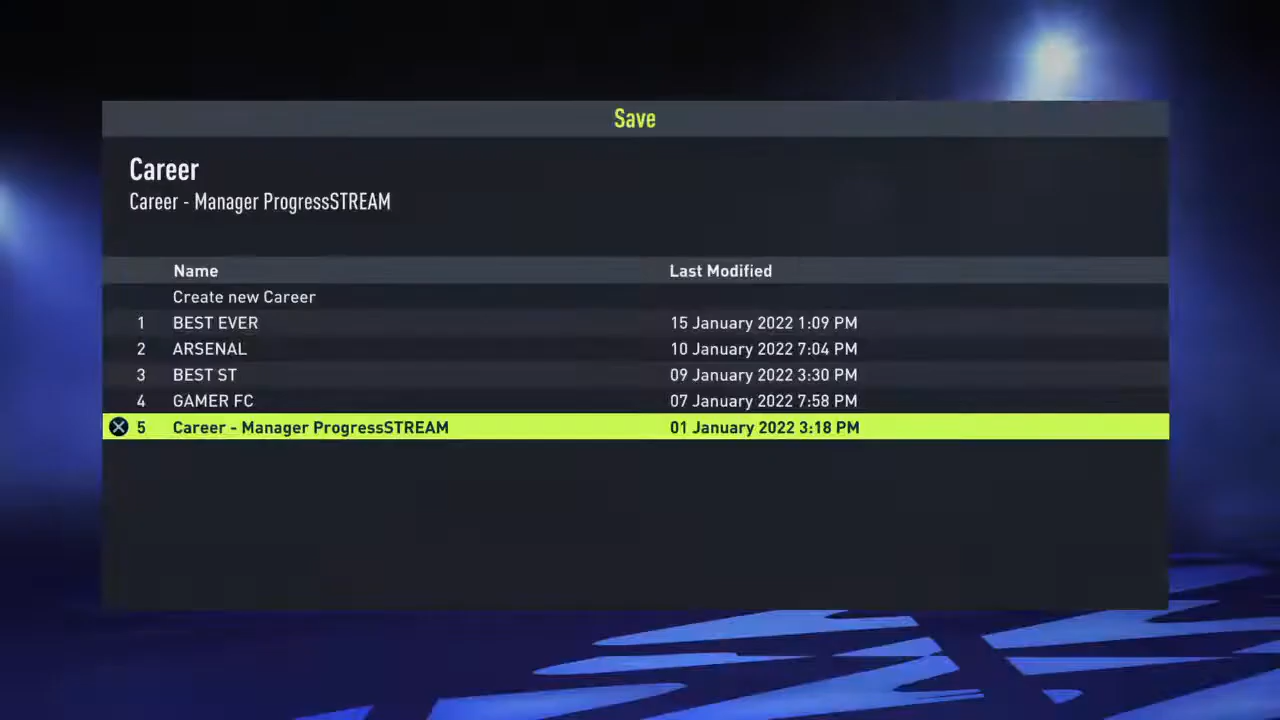 Save
Career
Career - Manager ProgressSTREAM
Name Last Modified
Create new Career
1 BEST EVER 15 January 2022 1:09 PM
2 ARSENAL 10 January 2022 7:04 PM
3 BEST ST 09 January 2022 3:30 PM
4 GAMER FC 07 January 2022 7:58 PM
5 Career - Manager ProgressSTREAM 01 January 2022 3:18 PM